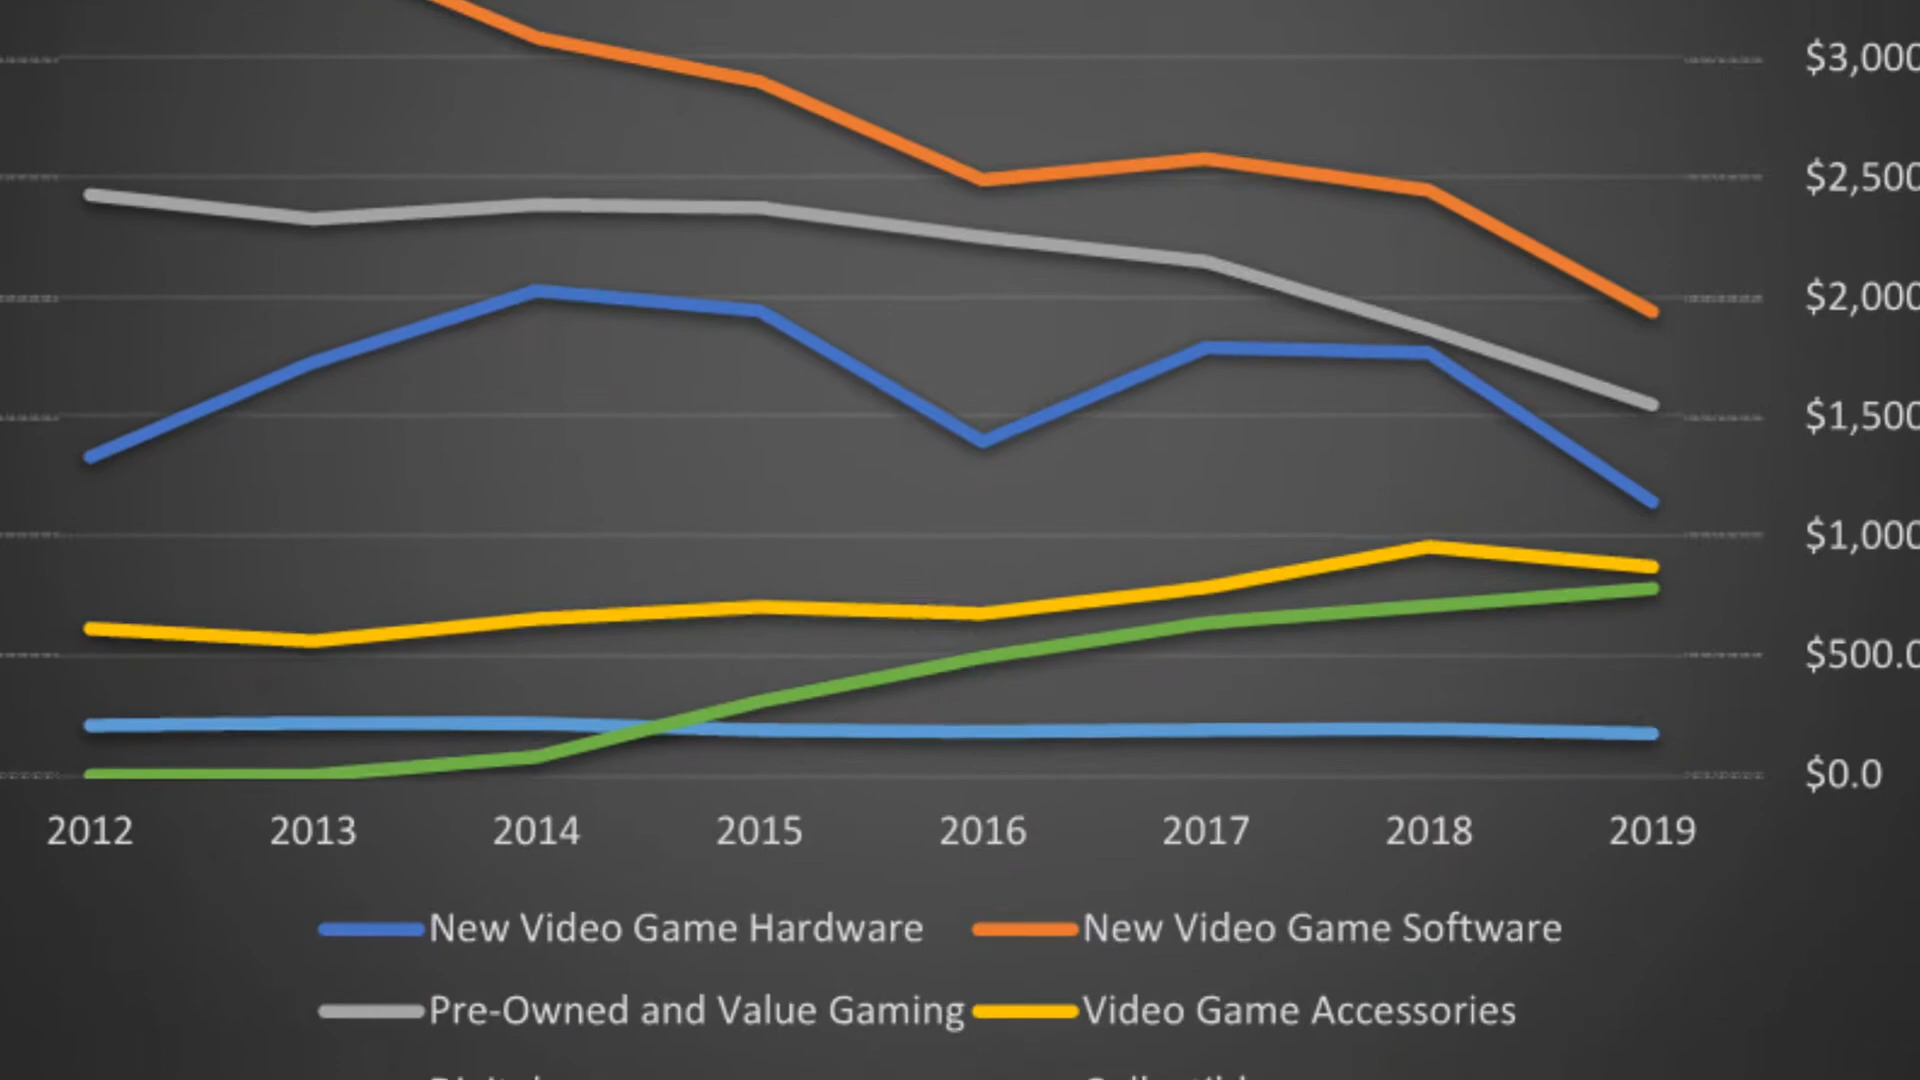 $3,000
$2,500
$2,000
$1,500
$1,000
$500.0
$0.0
2012 2013 2014 2015 2016 2017 2018 2019
New Video Game Hardware New Video Game Software
Pre-Owned and Value Gaming Video Game Accessories